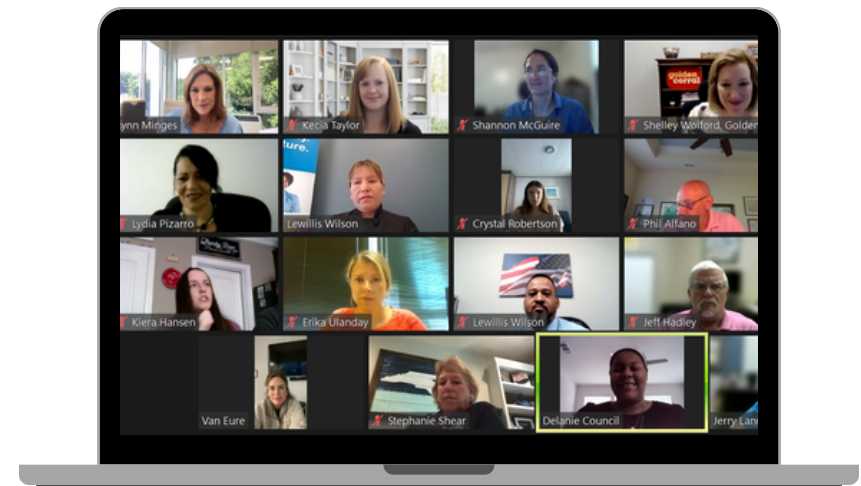 ynn Minges
Kecia Taylor
Shannon McGuire
golden
corral
Shelley Wolford, Golden
Lydia Pizarro
ure.
Lewillis Wilson
Crystal Robertson
Phil Alfano
Kiera Hansen
Erika Ulanday
Lewillis Wilson
Jeff Hadley
Van Eure
Stephanie Shear
Delanie Council
Jerry Lan